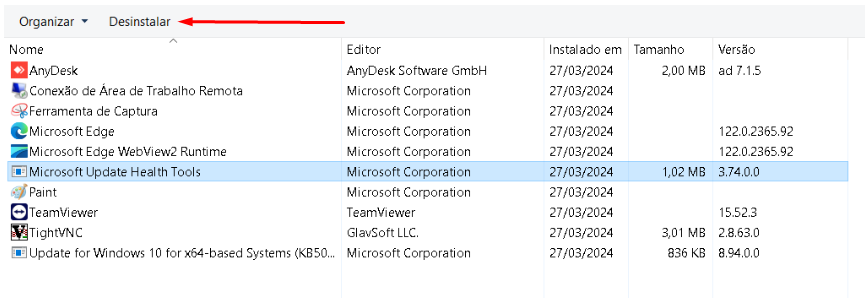 Organizar Desinstalar
Nome Editor Instalado em Tamanho Versão
AnyDesk AnyDesk Software GmbH 27/03/2024 2,00 MB ad 7.1.5
Conexão de Área de Trabalho Remota Microsoft Corporation 27/03/2024
Ferramenta de Captura Microsoft Corporation 27/03/2024
Microsoft Edge Microsoft Corporation 27/03/2024 122.0.2365.92
Microsoft Edge WebView2 Runtime Microsoft Corporation 27/03/2024 122.0.2365.92
Microsoft Update Health Tools Microsoft Corporation 27/03/2024 1,02 MB 3.74.0.0
Paint Microsoft Corporation 27/03/2024
TeamViewer TeamViewer 27/03/2024 15.52.3
TightVNC GlavSoft LLC. 27/03/2024 3,01 MB 2.8.63.0
Update for Windows 10 for x64-based Systems (KB50... Microsoft Corporation 27/03/2024 836 KB 8.94.0.0